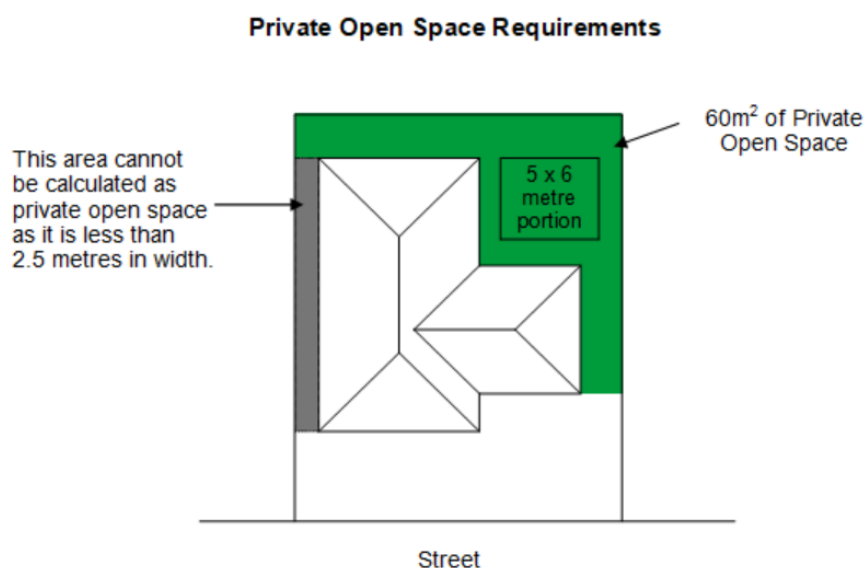 Private Open Space Requirements
60m² of Private
Open Space
This area cannot
be calculated as
private open space
as it is less than
2.5 metres in width.
5 x 6
metre
portion
Street